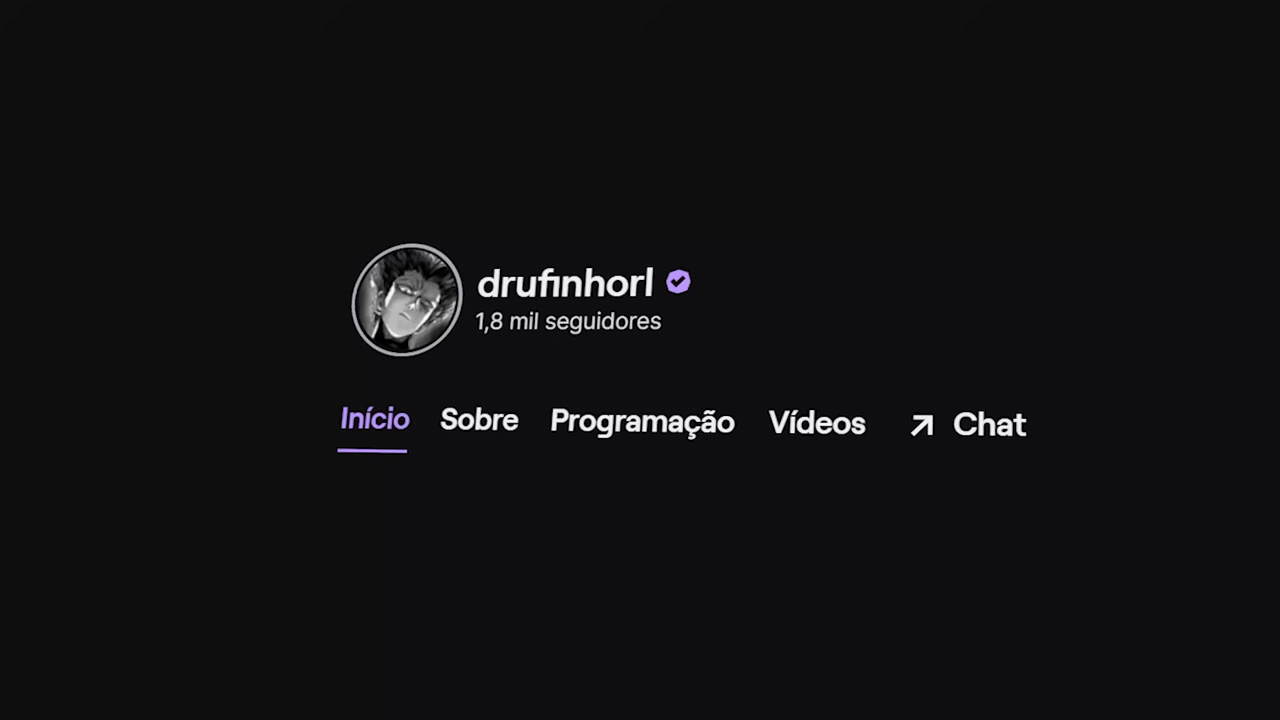 drufinhorl
1,8 mil seguidores
Início Sobre Programação Vídeos Chat